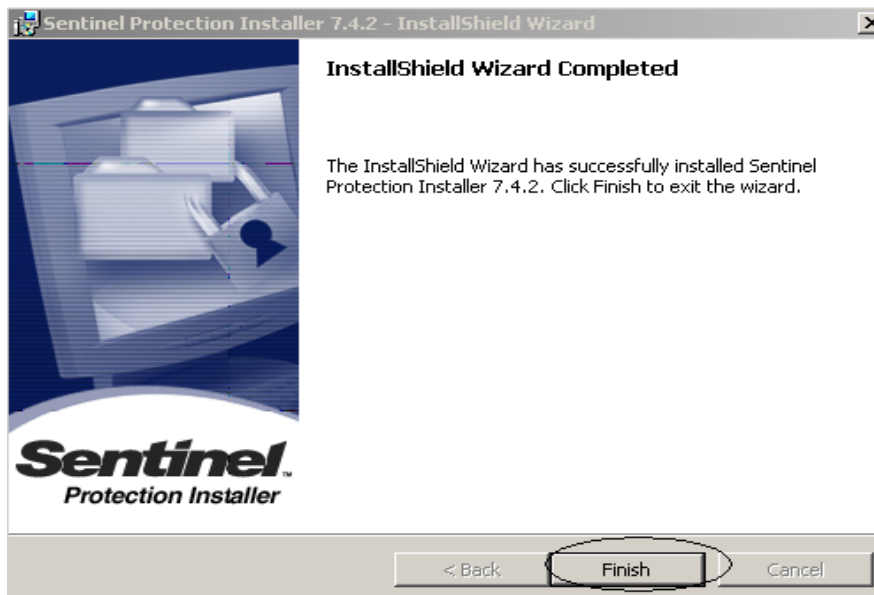 Sentinel Protection Installer 7.4.2 - InstallShield Wizard
InstallShield Wizard Completed
The InstallShield Wizard has successfully installed Sentinel
Protection Installer 7.4.2. Click Finish to exit the wizard.
Sentinel™
Protection Installer
< Back
Finish
Cancel